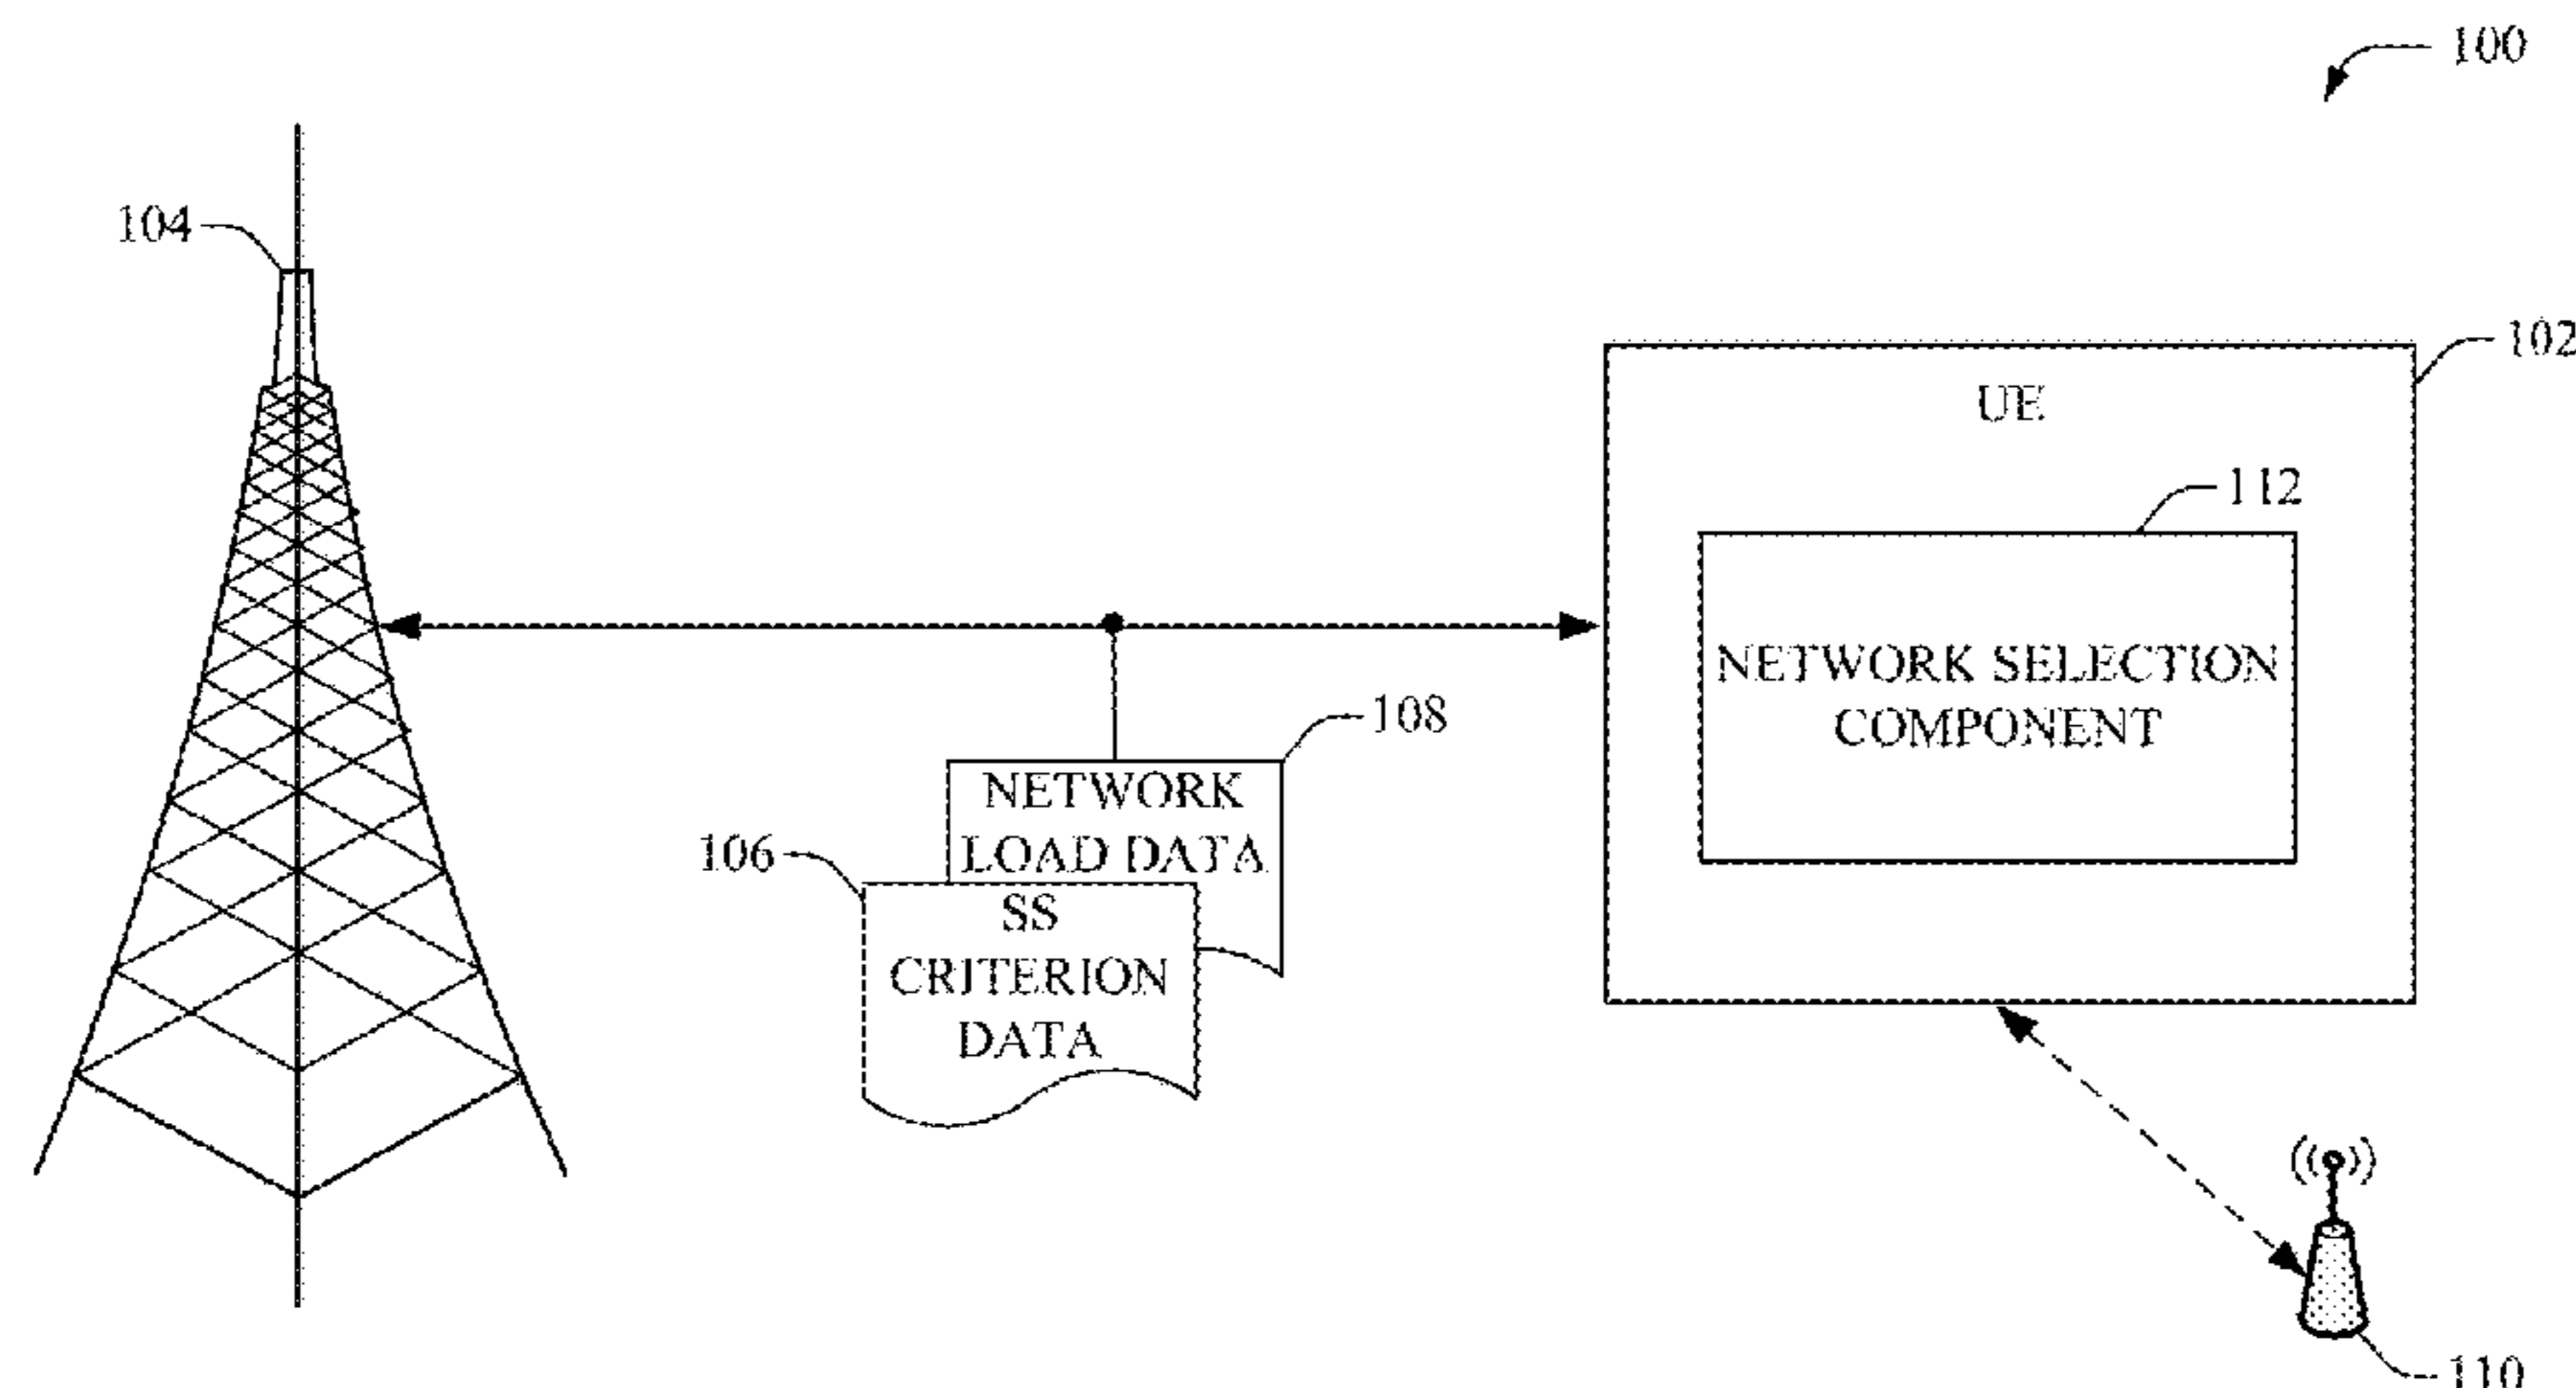 100
104
102
UE
112
NETWORK SELECTION
COMPONENT
108
NETWORK
LOAD DATA
106
SS
CRITERION
DATA
110